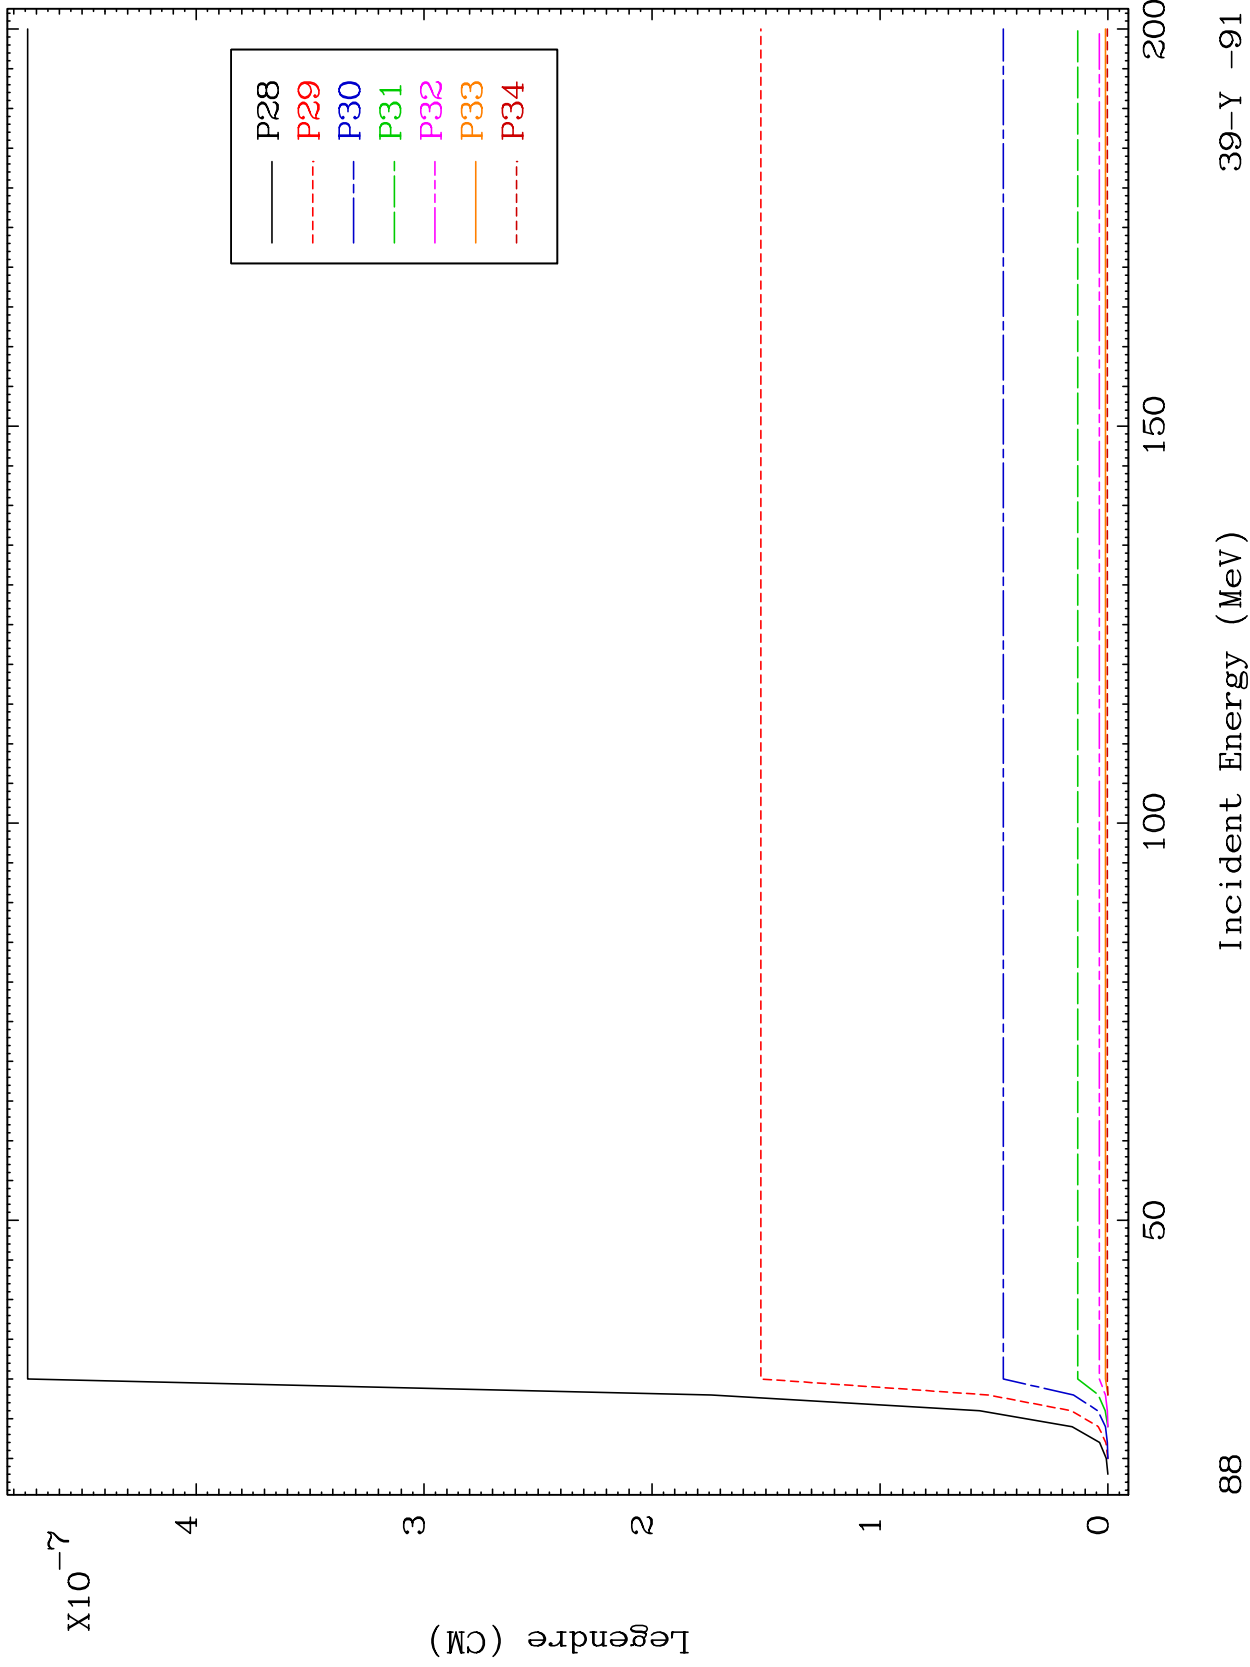 X10-7
Legendre (CM)
4
3
2
1
0
P28
P29
P30
P31
P32
P33
P34
50
100
150
200
88
Incident Energy (MeV)
39-Y -91